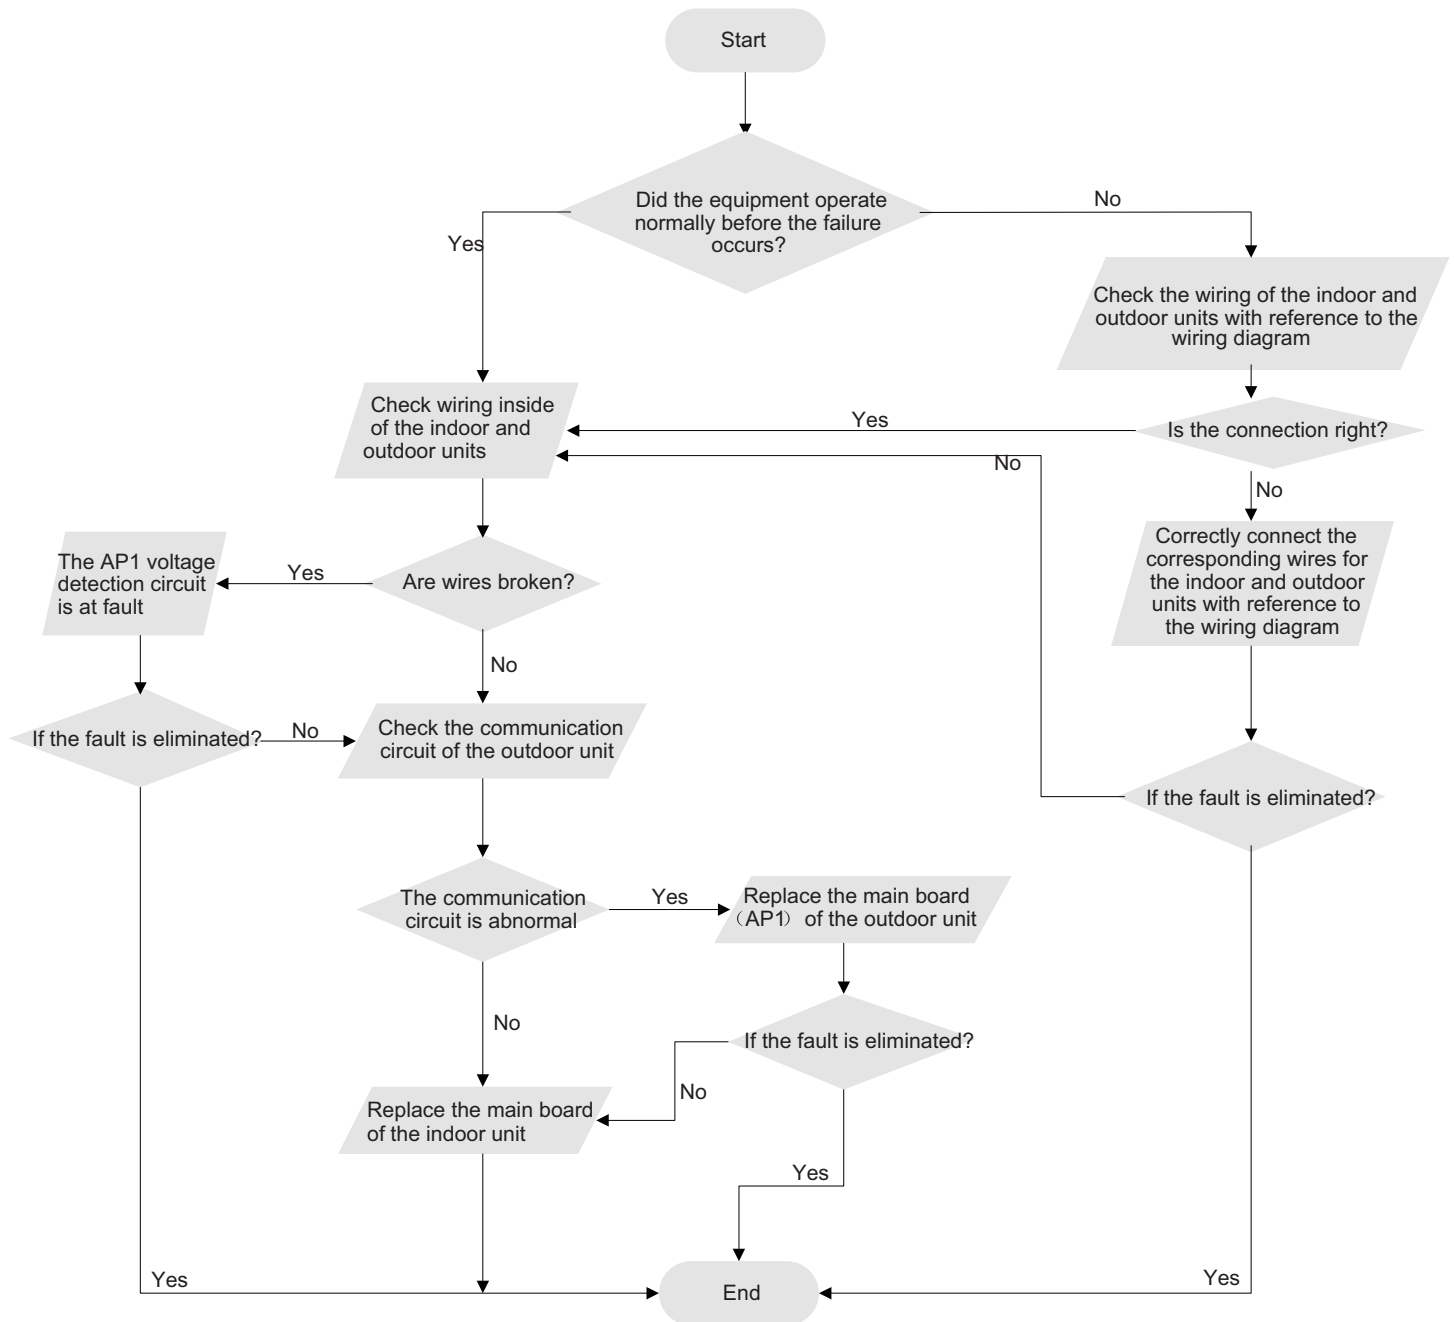 Start
Did the equipment operate
normally before the failure
occurs?
Yes
No
Check the wiring of the indoor and
outdoor units with reference to the
wiring diagram
Check wiring inside
of the indoor and
outdoor units
Yes
Is the connection right?
No
No
Correctly connect the
corresponding wires for
the indoor and outdoor
units with reference to
the wiring diagram
The AP1 voltage
detection circuit
is at fault
Yes
Are wires broken?
No
If the fault is eliminated?
No
Check the communication
circuit of the outdoor unit
If the fault is eliminated?
The communication
circuit is abnormal
Yes
Replace the main board
（AP1） of the outdoor unit
No
If the fault is eliminated?
No
Replace the main board
of the indoor unit
Yes
Yes
End
Yes